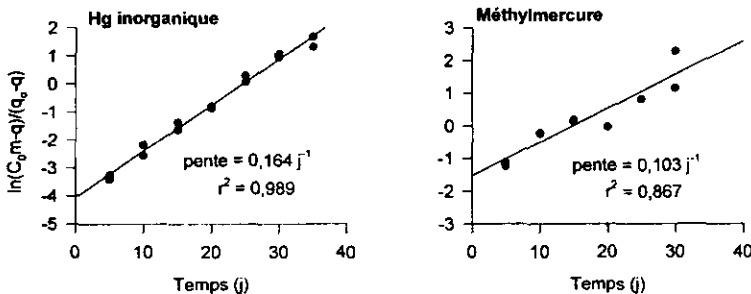 Hg inorganique
ln(C₀m-q)/(qₒ-q)
2
1
0
-1
-2
-3
-4
-5
pente = 0,164 j⁻¹
r² = 0,989
0 10 20 30 40
Temps (j)
Méthylmercure
3
2
1
0
-1
-2
-3
pente = 0,103 j⁻¹
r² = 0,867
0 10 20 30 40
Temps (j)